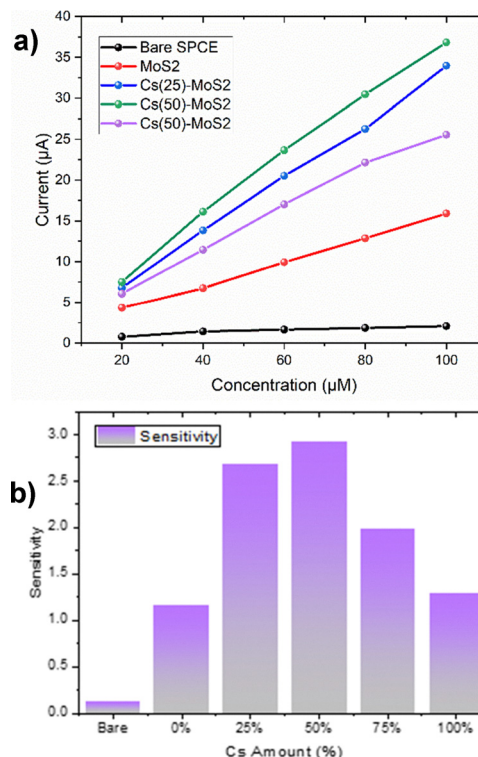 a)
40
35
30
25
20
15
10
5
0
Current (µA)
Bare SPCE
MoS2
Cs(25)-MoS2
Cs(50)-MoS2
Cs(50)-MoS2
20 40 60 80 100
Concentration (µM)
b)
3.0
2.5
2.0
1.5
1.0
0.5
0.0
Sensitivity
Sensitivity
Bare 0% 25% 50% 75% 100%
Cs Amount (%)